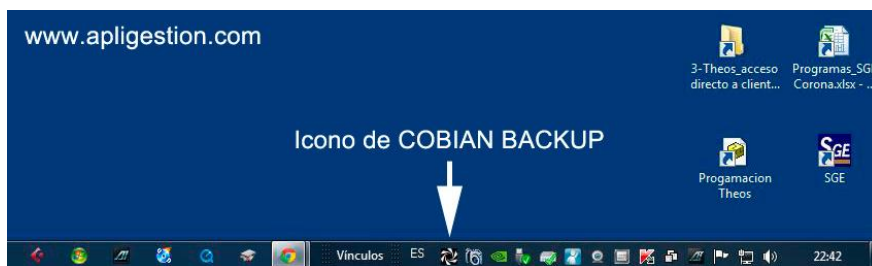 www.apligestion.com
3-Theos_acceso
directo a client...
Programas_SGE
Corona.xlsx - ...
Icono de COBIAN BACKUP
Progamacion
Theos
SGE
SGE
Vínculos
ES
22:42